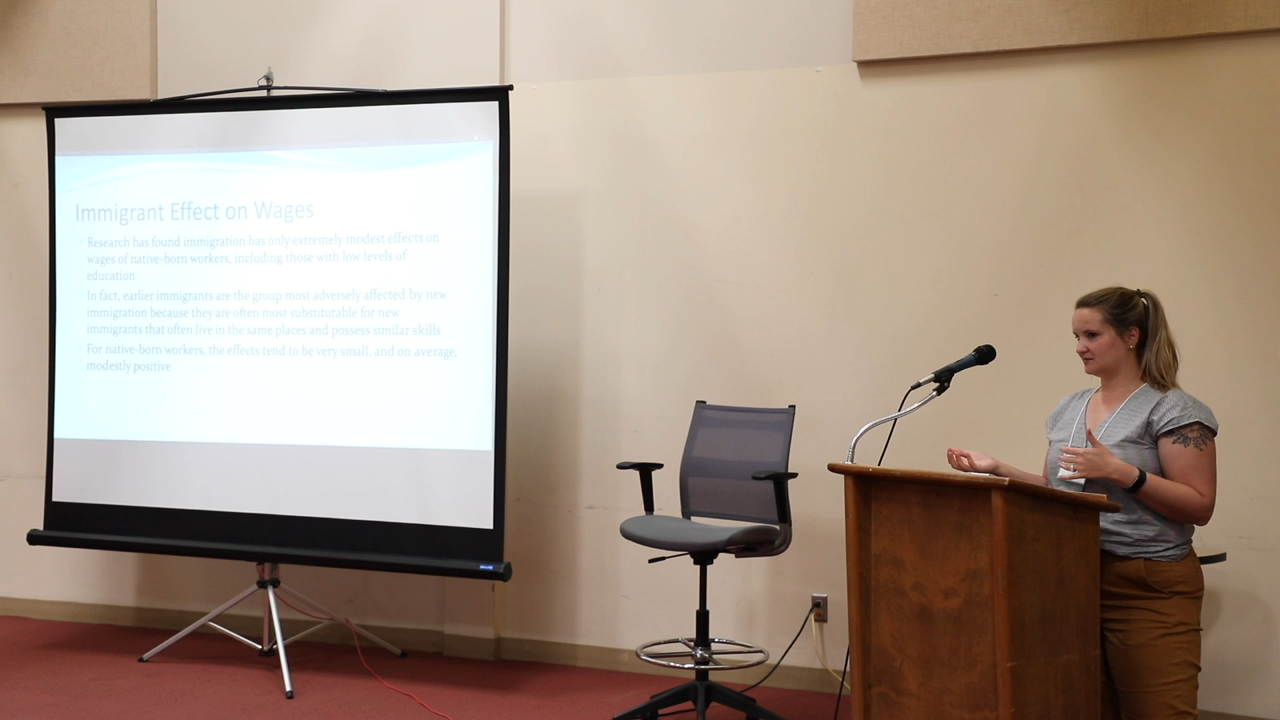 Immigrant Effect on Wages
Research has found immigration has only extremely modest effects on
wages of native-born workers, including those with low levels of
education
In fact, earlier immigrants are the group most adversely affected by new
immigration because they are often most substitutable for new
immigrants that often live in the same places and possess similar skills
For native-born workers, the effects tend to be very small, and on average,
modestly positive